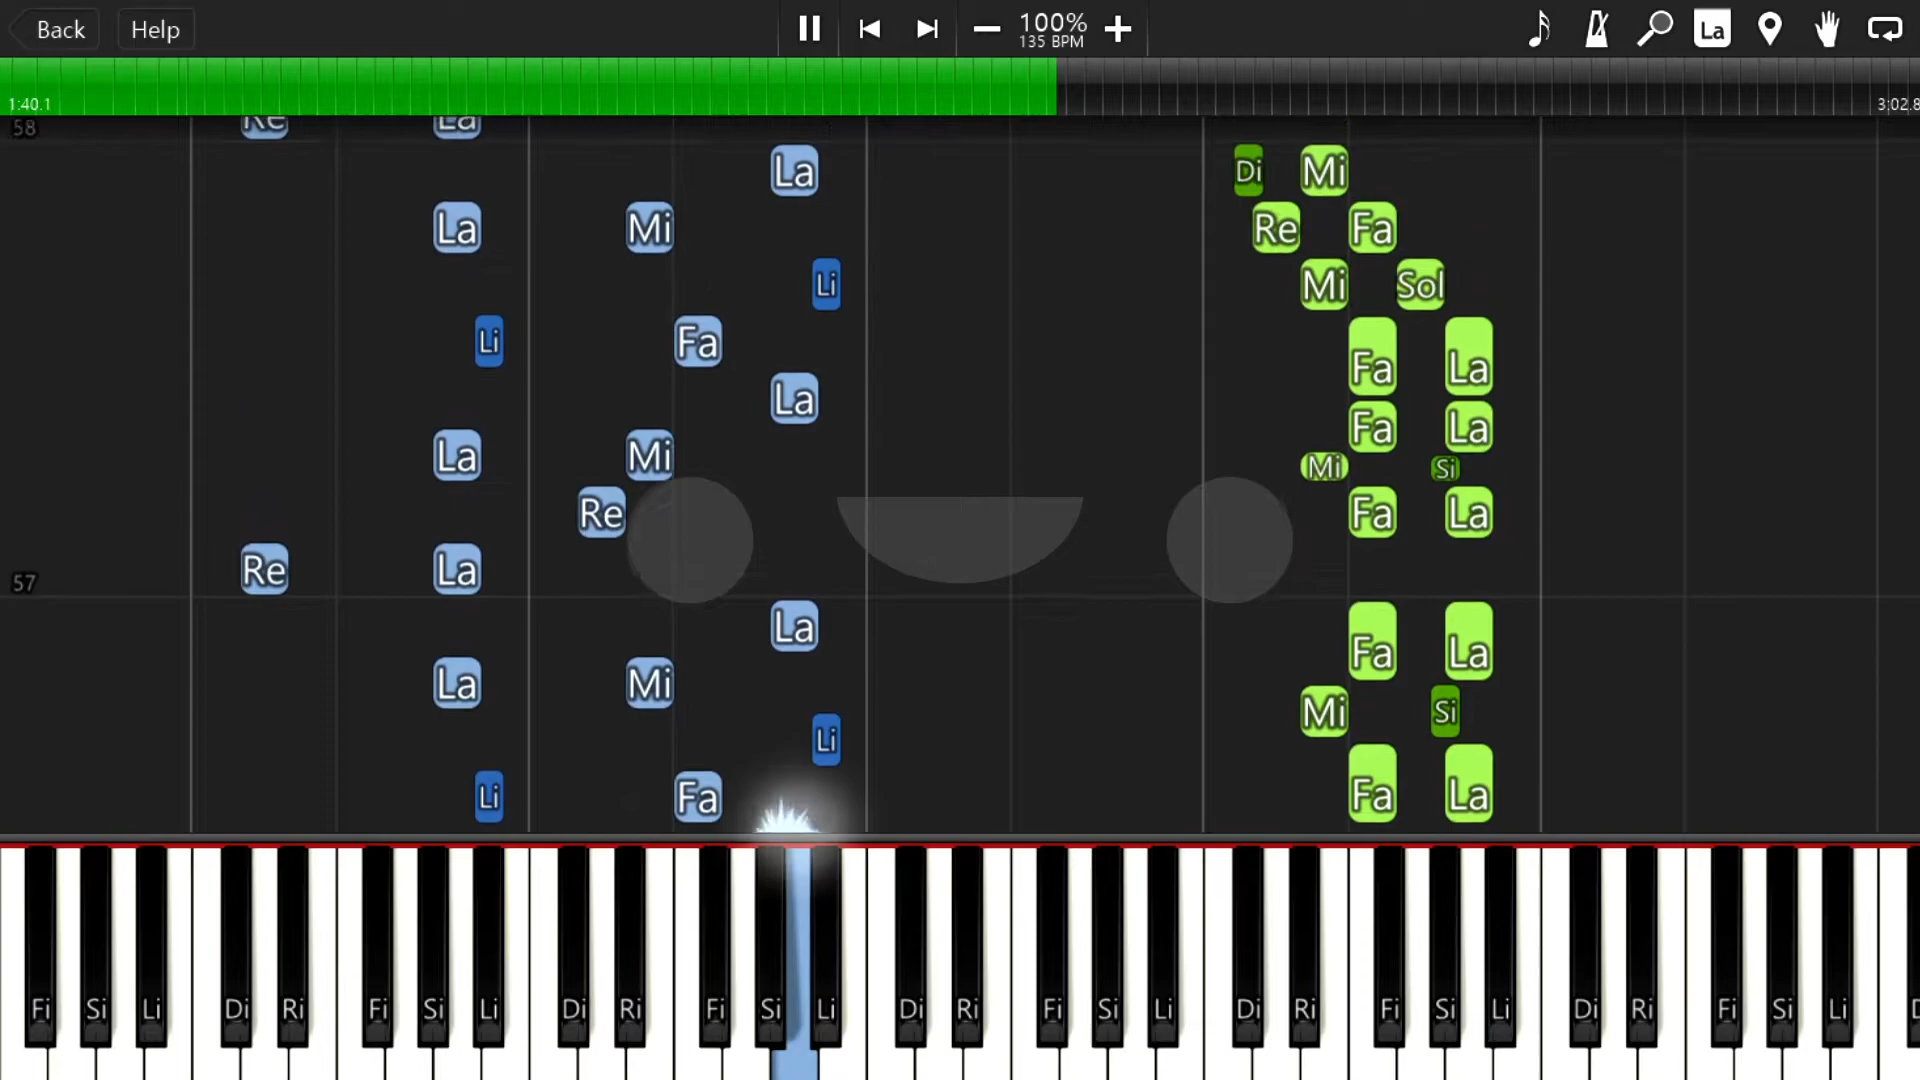 Back Help 100% La
135 BPM
1:40.1 3:02.8
58 Re La
La Di Mi
La Mi Re Fa
Li Mi Sol
Li Fa Fa La
La Fa La
La Mi Mi Si
Re Fa La
57 Re La
La Fa La
La Mi Mi Si
Li
Li Fa Fa La
Fi Si Li Di Ri Fi Si Li Di Ri Fi Si Li Di Ri Fi Si Li Di Ri Fi Si Li Di Ri Fi Si Li